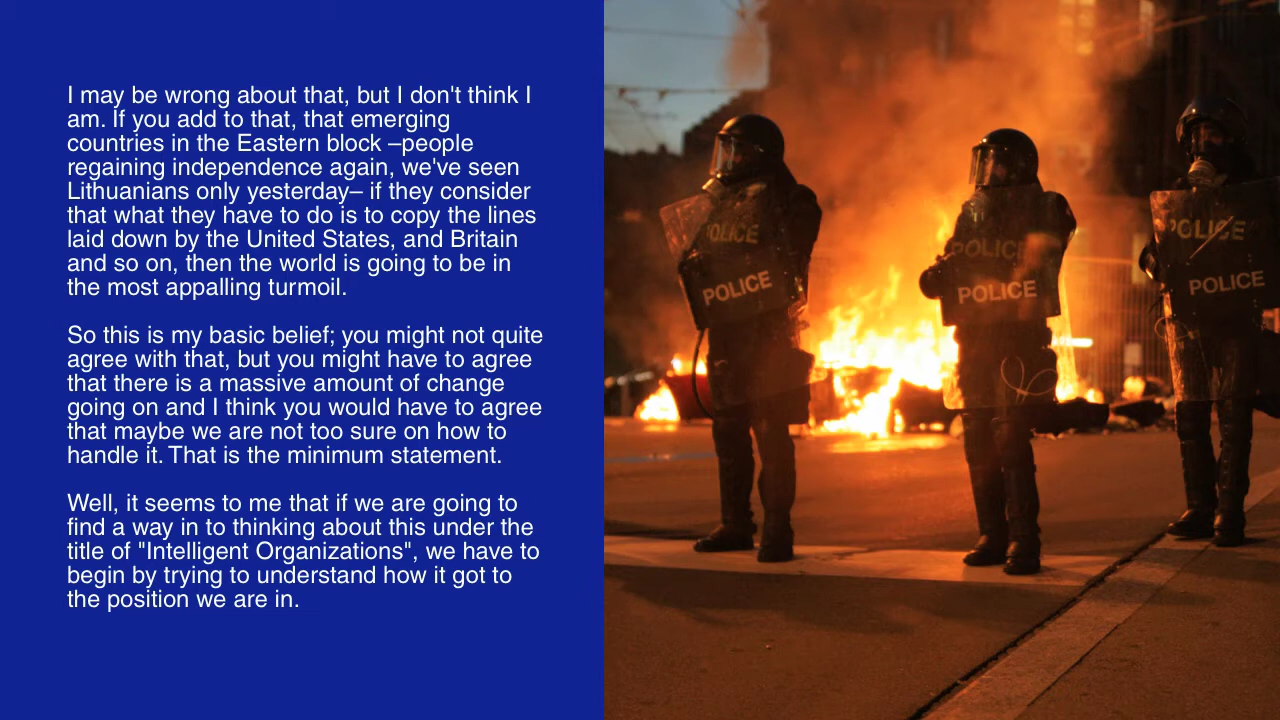 I may be wrong about that, but I don't think I
am. If you add to that, that emerging
countries in the Eastern block –people
regaining independence again, we've seen
Lithuanians only yesterday– if they consider
that what they have to do is to copy the lines
laid down by the United States, and Britain
and so on, then the world is going to be in
the most appalling turmoil.
So this is my basic belief; you might not quite
agree with that, but you might have to agree
that there is a massive amount of change
going on and I think you would have to agree
that maybe we are not too sure on how to
handle it. That is the minimum statement.
Well, it seems to me that if we are going to
find a way in to thinking about this under the
title of "Intelligent Organizations", we have to
begin by trying to understand how it got to
the position we are in.
POLICE
POLICE
POLICE
POLICE
POLICE
POLICE